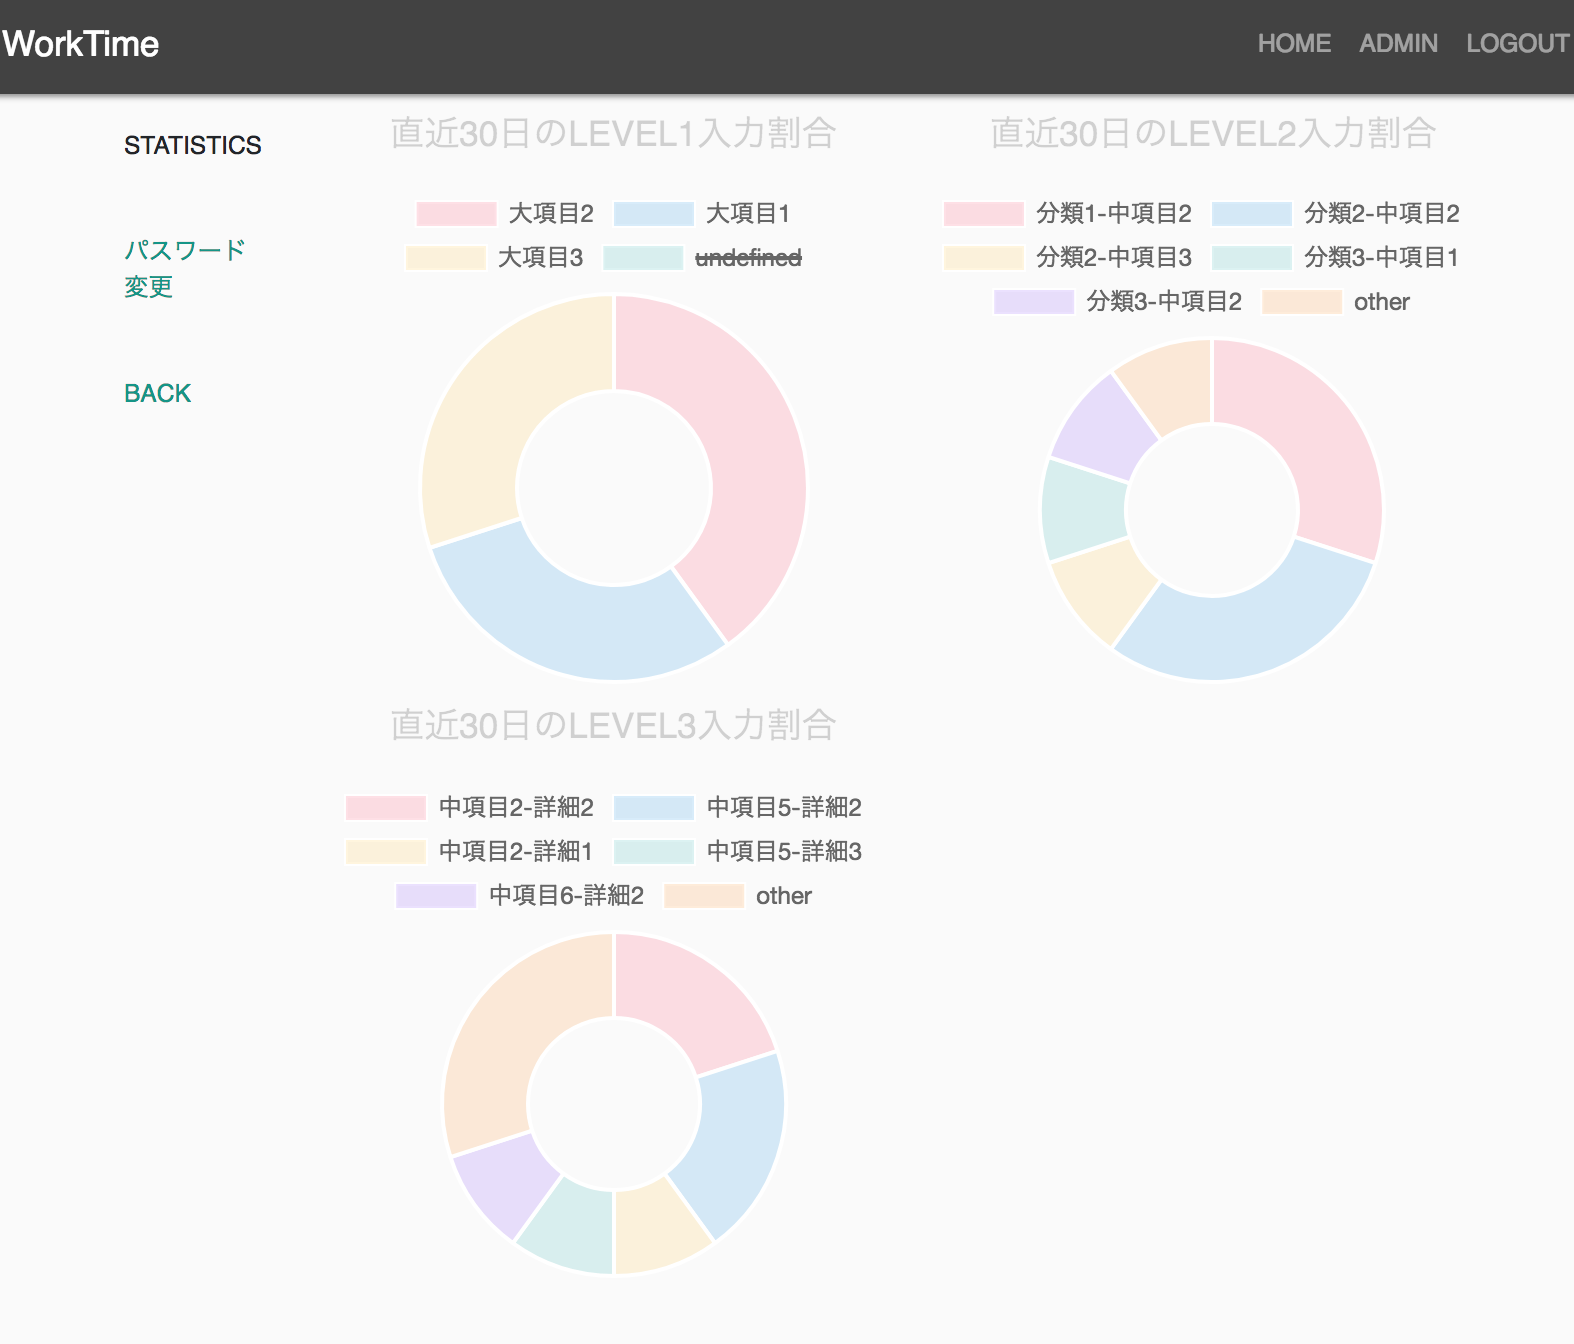 WorkTime
HOME ADMIN LOGOUT
STATISTICS
パスワード
変更
BACK
直近30日のLEVEL1入力割合
大項目2 大項目1
大項目3 undefined
直近30日のLEVEL2入力割合
分類1-中項目2 分類2-中項目2
分類2-中項目3 分類3-中項目1
分類3-中項目2 other
直近30日のLEVEL3入力割合
中項目2-詳細2 中項目5-詳細2
中項目2-詳細1 中項目5-詳細3
中項目6-詳細2 other